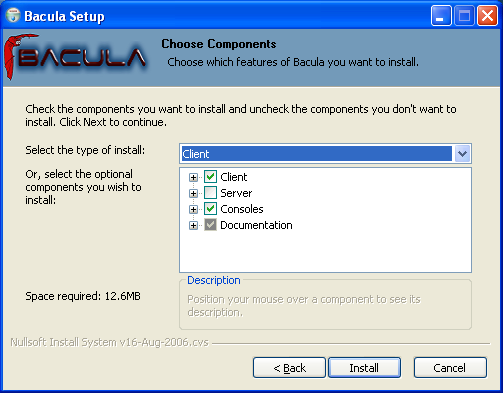 Bacula Setup
BACULA
Choose Components
Choose which features of Bacula you want to install.
Check the components you want to install and uncheck the components you don't want to
install. Click Next to continue.
Select the type of install:
Client
Or, select the optional
components you wish to
install:
Client
Server
Consoles
Documentation
Space required: 12.6MB
Description
Position your mouse over a component to see its
description.
Nullsoft Install System v16-Aug-2006.cvs
< Back
Install
Cancel